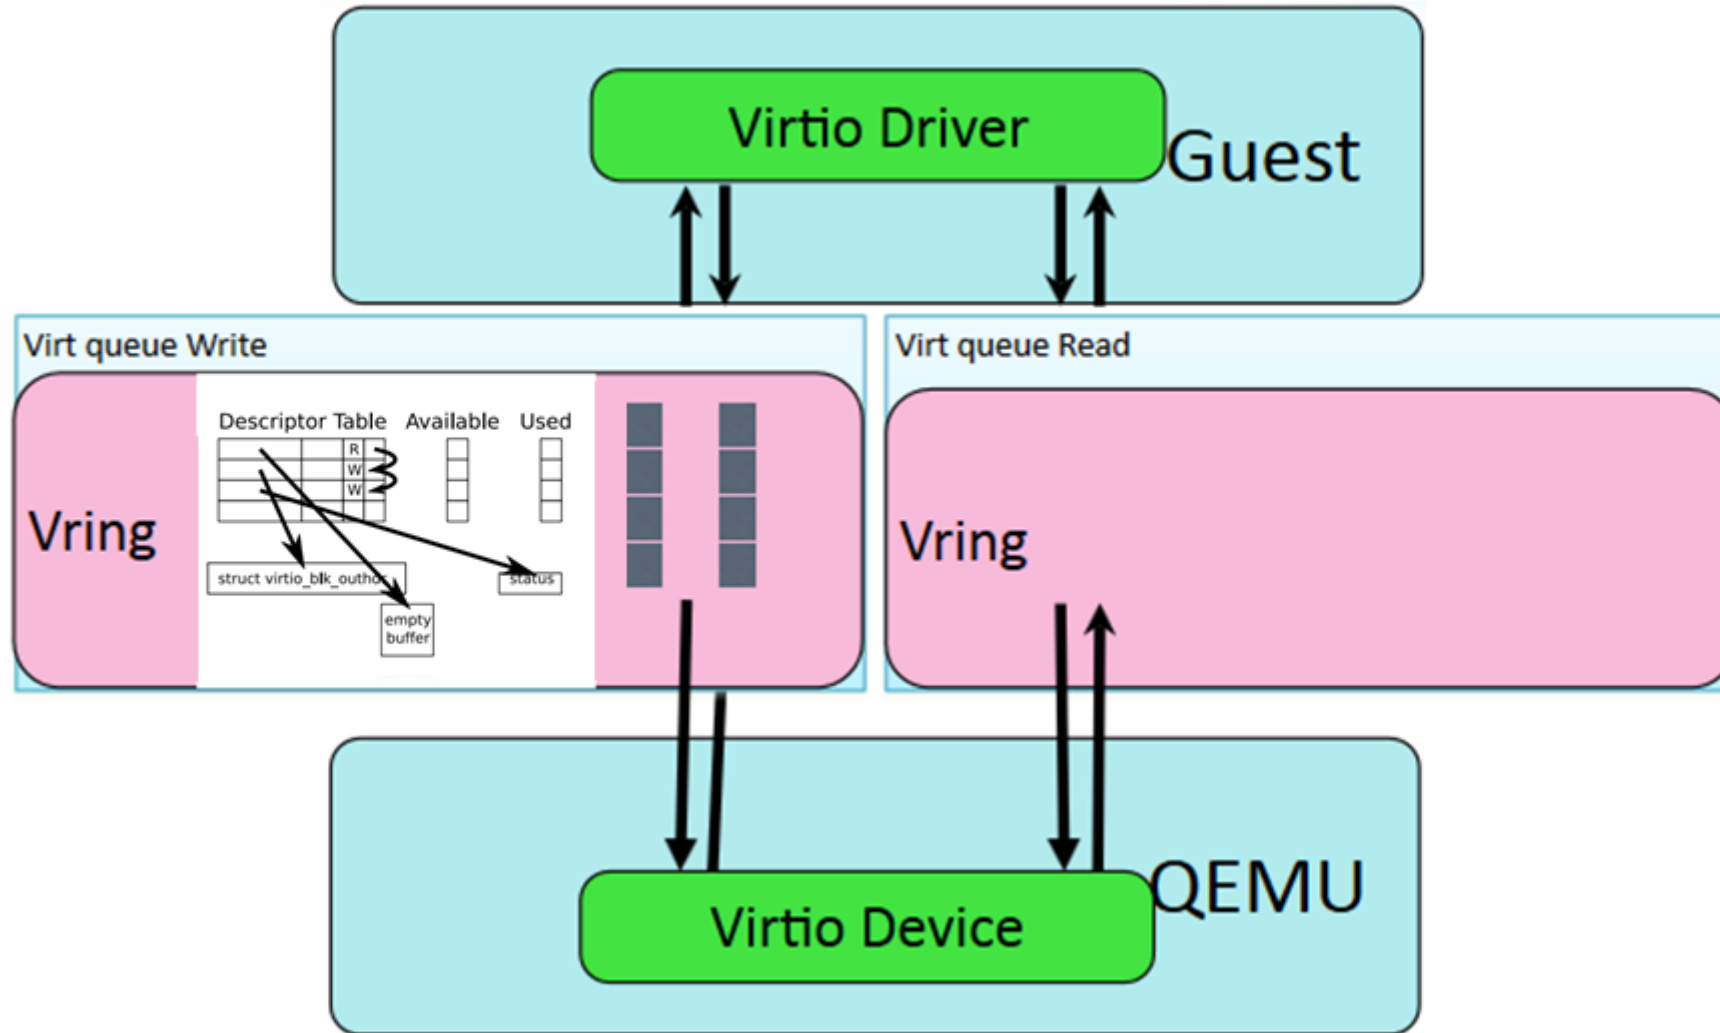 Virtio Driver
Guest
Virt queue Write
Virt queue Read
Descriptor Table Available Used
R
W
W
Vring
Vring
struct virtio_blk_outhdr
status
empty
buffer
QEMU
Virtio Device